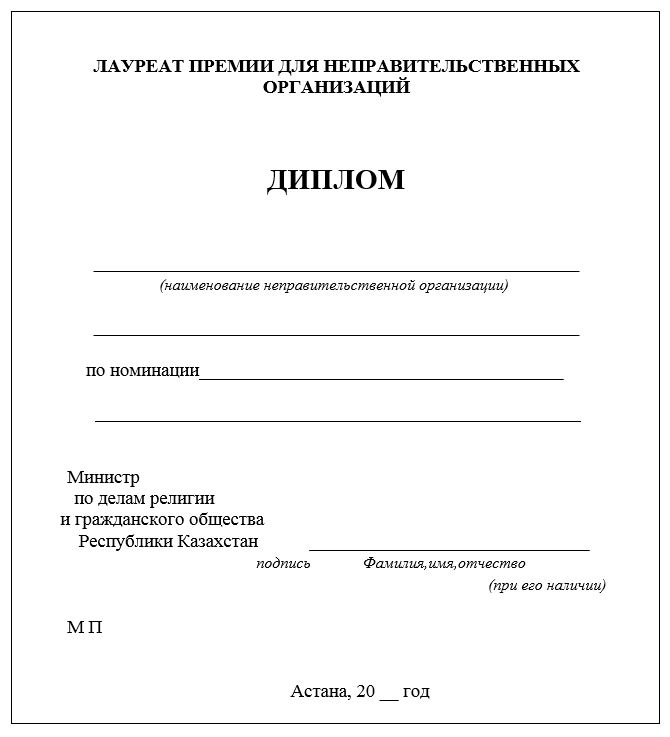 ЛАУРЕАТ ПРЕМИИ ДЛЯ НЕПРАВИТЕЛЬСТВЕННЫХ
ОРГАНИЗАЦИЙ
ДИПЛОМ
(наименование неправительственной организации)
по номинации
Министр
по делам религии
и гражданского общества
Республики Казахстан
подпись Фамилия,имя,отчество
(при его наличии)
М П
Астана, 20 __ год